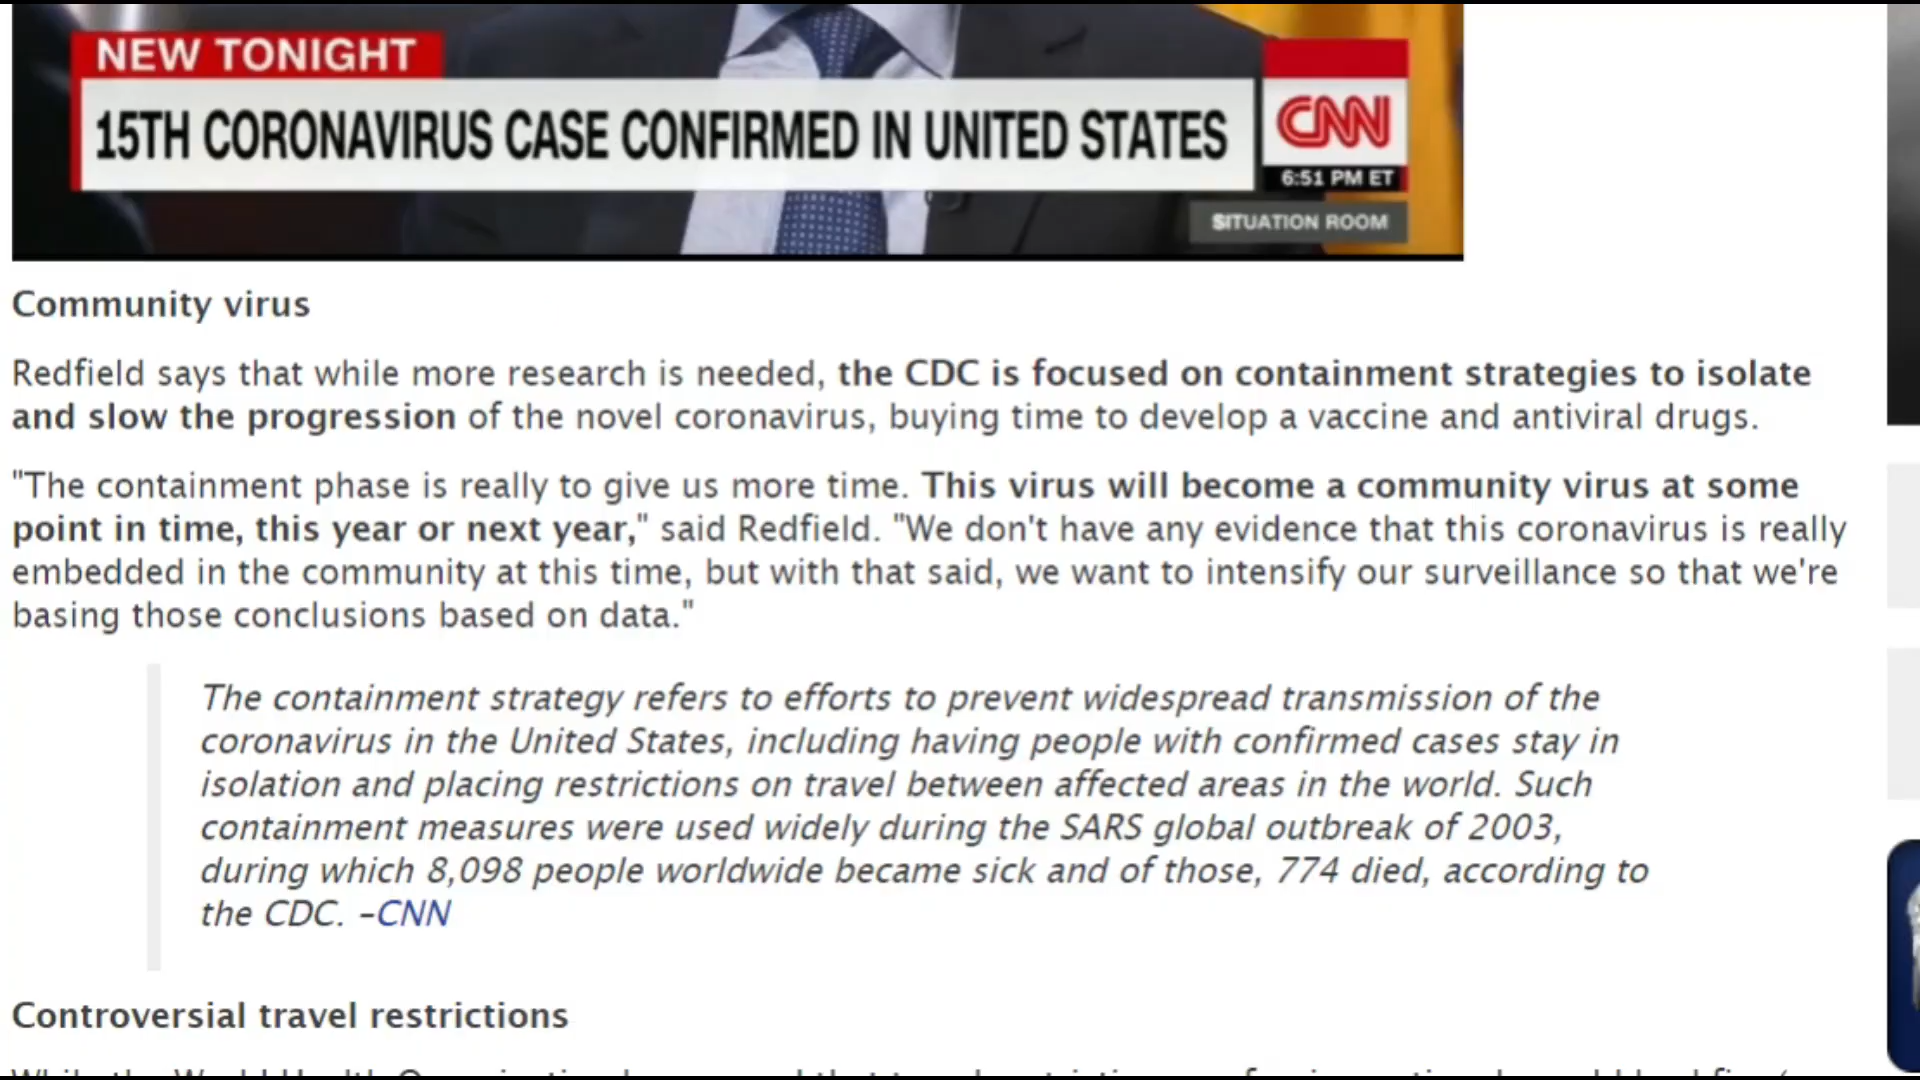 NEW TONIGHT
15TH CORONAVIRUS CASE CONFIRMED IN UNITED STATES
CNN
6:51 PM ET
SITUATION ROOM
Community virus
Redfield says that while more research is needed, the CDC is focused on containment strategies to isolate
and slow the progression of the novel coronavirus, buying time to develop a vaccine and antiviral drugs.
"The containment phase is really to give us more time. This virus will become a community virus at some
point in time, this year or next year," said Redfield. "We don't have any evidence that this coronavirus is really
embedded in the community at this time, but with that said, we want to intensify our surveillance so that we're
basing those conclusions based on data."
The containment strategy refers to efforts to prevent widespread transmission of the
coronavirus in the United States, including having people with confirmed cases stay in
isolation and placing restrictions on travel between affected areas in the world. Such
containment measures were used widely during the SARS global outbreak of 2003,
during which 8,098 people worldwide became sick and of those, 774 died, according to
the CDC. –CNN
Controversial travel restrictions